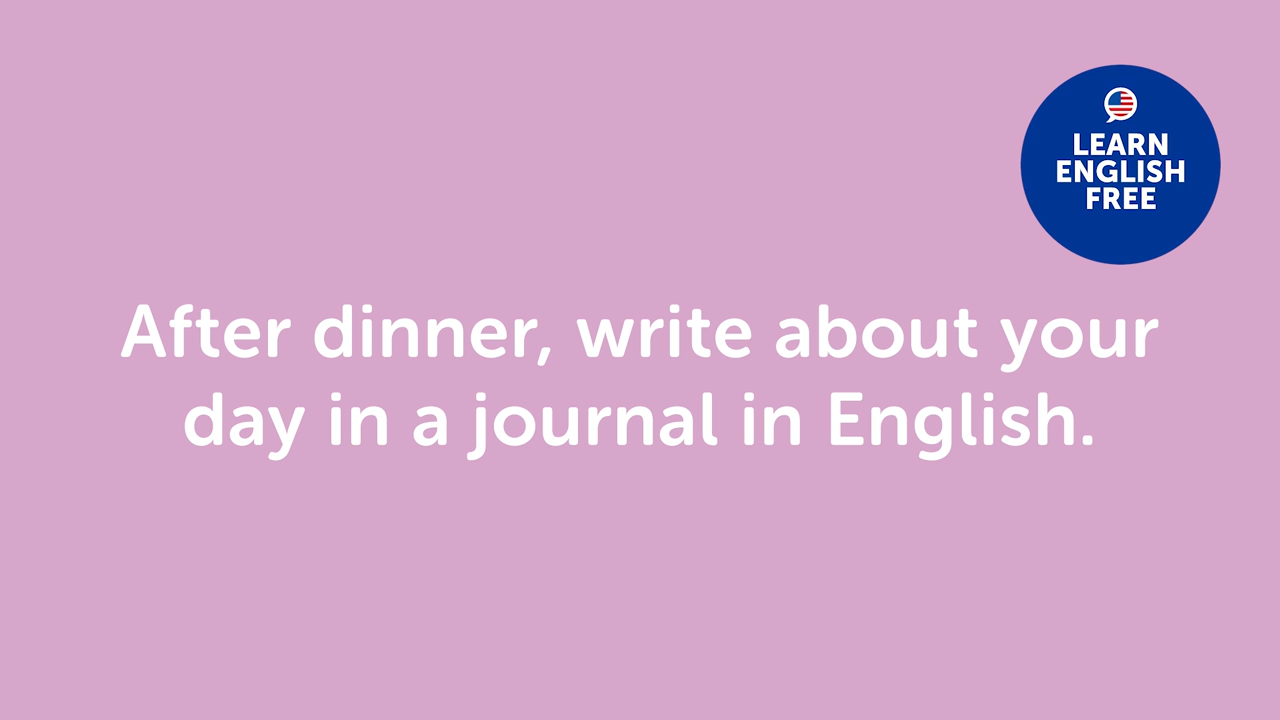 LEARN
ENGLISH
FREE
After dinner, write about your
day in a journal in English.